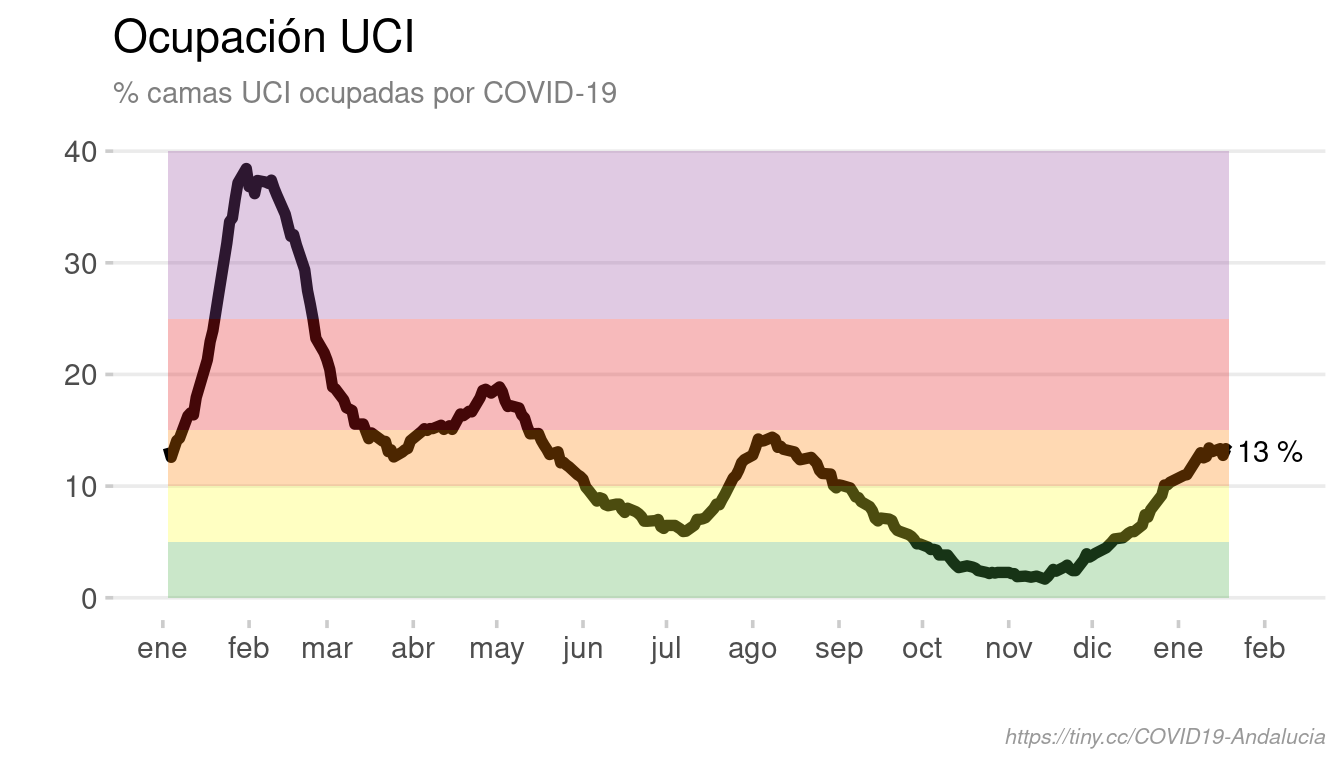 Ocupación UCI
% camas UCI ocupadas por COVID-19
40
30
20
10
0
13 %
ene feb mar abr may jun jul ago sep oct nov dic ene feb
https://tiny.cc/COVID19-Andalucia